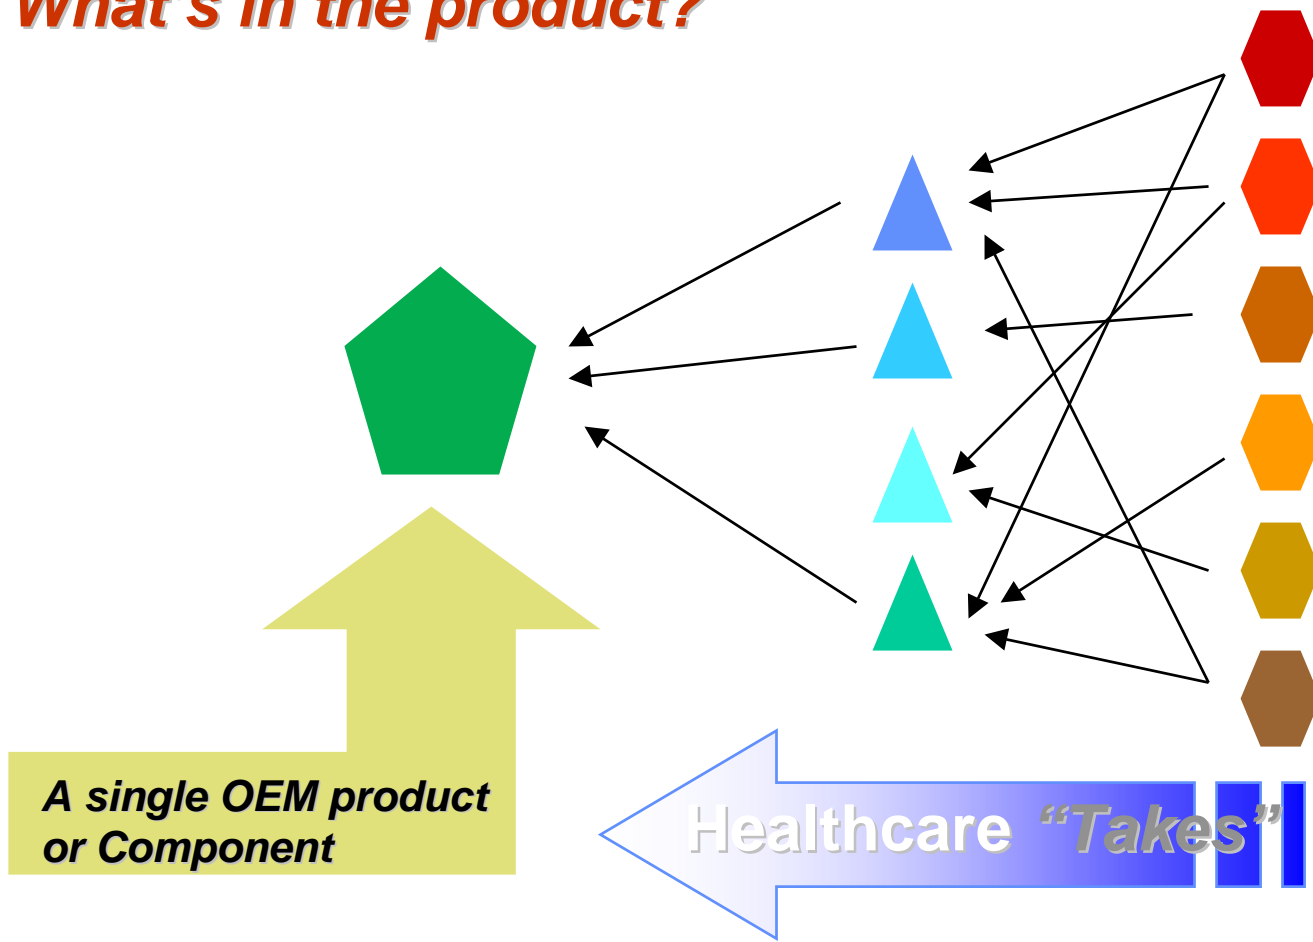 What's in the product?
A single OEM product
or Component
Healthcare “Takes”